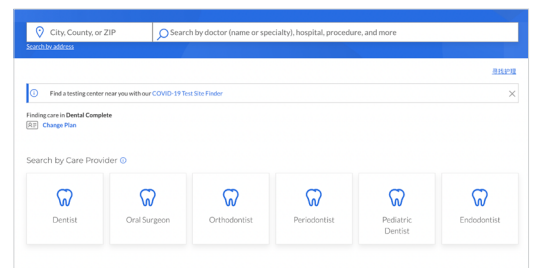 City, County, or ZIP
Search by doctor (name or specialty), hospital, procedure, and more
Search by address
寻找护理
Find a testing center near you with our COVID-19 Test Site Finder
Finding care in Dental Complete
Change Plan
Search by Care Provider
Dentist
Oral Surgeon
Orthodontist
Periodontist
Pediatric
Dentist
Endodontist